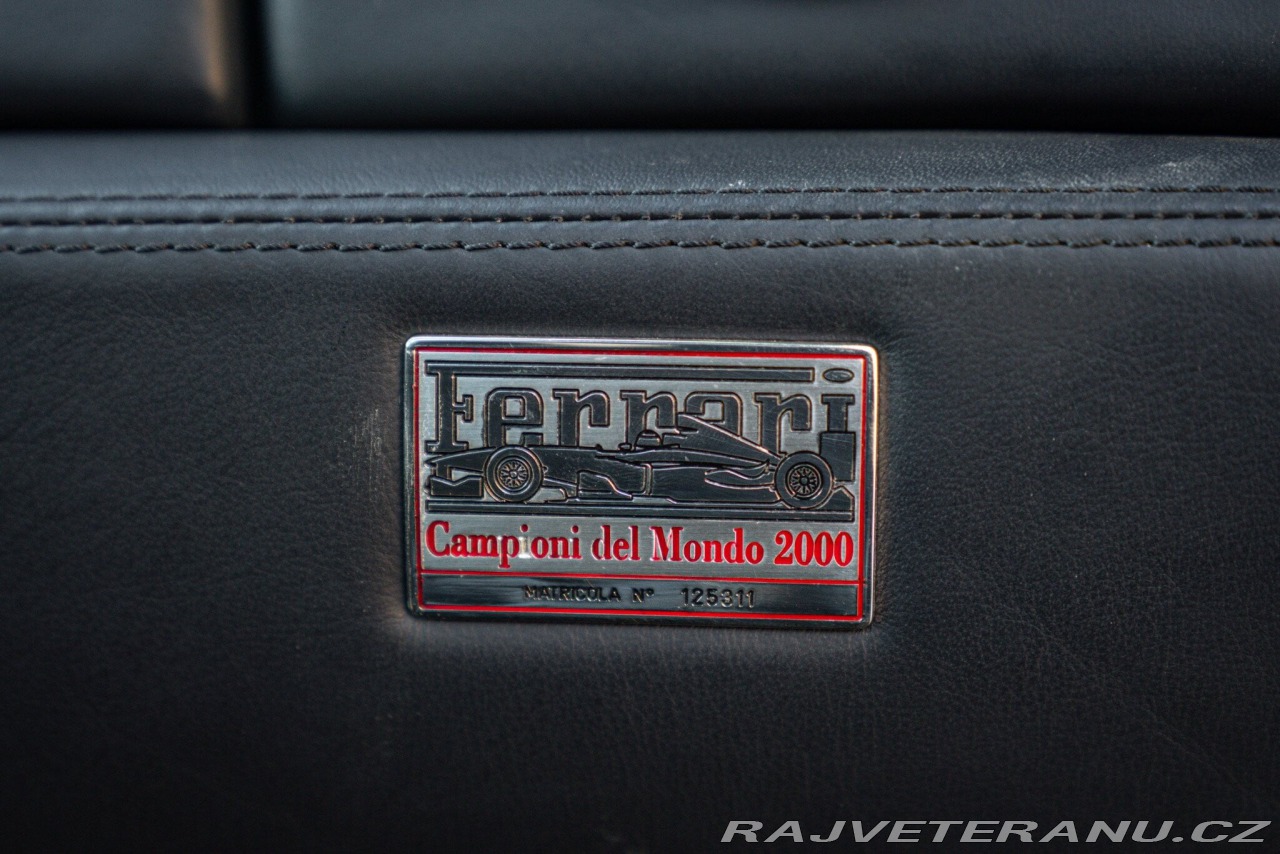 Ferrari
Campioni del Mondo 2000
MATRICOLA N° 125311
RAJVETERANU.CZ